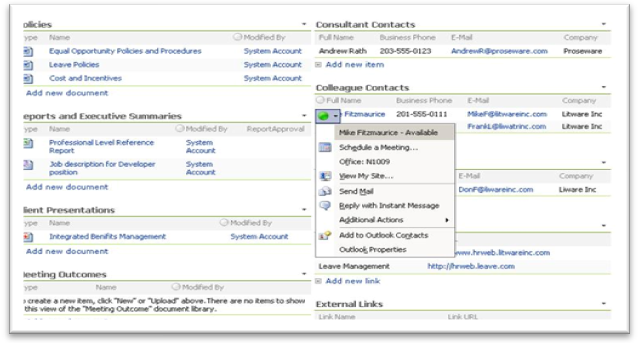 olicies
ype Name Modified By
Equal Opportunity Policies and Procedures System Account
Leave Policies System Account
Cost and Incentives System Account
Add new document
eports and Executive Summaries
ype Name Modified By ReportApproval
Professional Level Reference Report System Account
Job description for Developer position System Account
Add new document
lient Presentations
ype Name Modified By
Integrated Benifits Management System Account
Add new document
eeting Outcomes
ype Name Modified By
create a new item, click "New" or "Upload" above. There are no items to show
this view of the "Meeting Outcome" document library.
Consultant Contacts
Full Name Business Phone E-Mail Company
Andrew Rath 203-555-0123 AndrewR@proseware.com Proseware
Add new item
Colleague Contacts
Full Name Business Phone E-Mail Company
Fitzmaurice 201-555-0111 MikeF@litwareinc.com Litware Inc
FrankL@liwatrinc.com Litware Inc
Mike Fitzmaurice - Available
Schedule a Meeting...
Office: N1009
View My Site...
Send Mail
Reply with Instant Message
Additional Actions
Add to Outlook Contacts
Outlook Properties
E-Mail Company
DonF@liwareinc.com Liware Inc
www.hrweb.litwareinc.com
Leave Management http://hrweb.leave.com
Add new link
External Links
Link Name Link URL